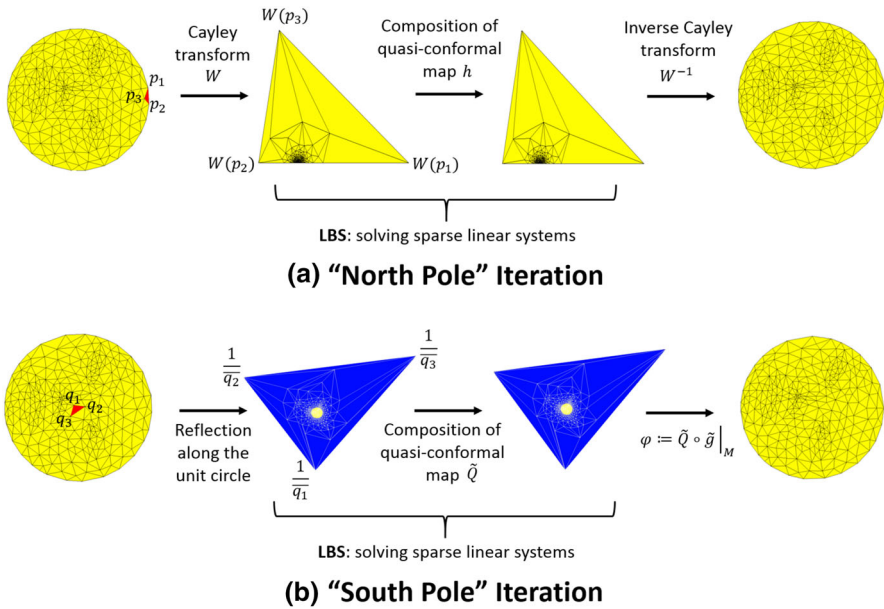 Cayley
transform
W
Composition of
quasi-conformal
map h
Inverse Cayley
transform
W⁻¹
W(p₃)
p₁
p₃
p₂
W(p₂)
W(p₁)
LBS: solving sparse linear systems
(a) “North Pole” Iteration
q₁
q₂
q₃
1/q̅₂
1/q̅₃
1/q̅₁
Reflection
along the
unit circle
Composition of
quasi-conformal
map Q̃
φ ≔ Q̃ ∘ g̃|_M
LBS: solving sparse linear systems
(b) “South Pole” Iteration